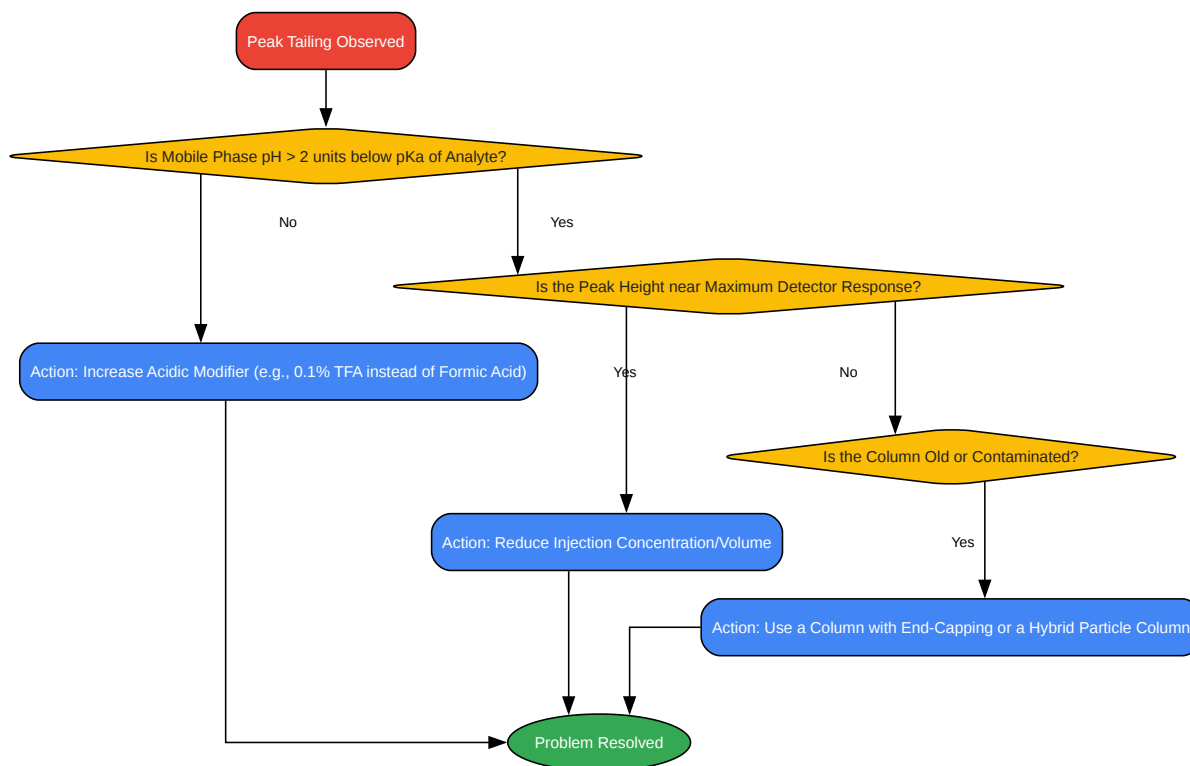 Peak Tailing Observed
Is Mobile Phase pH > 2 units below pKa of Analyte?
No
Yes
Is the Peak Height near Maximum Detector Response?
Action: Increase Acidic Modifier (e.g., 0.1% TFA instead of Formic Acid)
Yes
No
Is the Column Old or Contaminated?
Action: Reduce Injection Concentration/Volume
Yes
Action: Use a Column with End-Capping or a Hybrid Particle Column
Problem Resolved